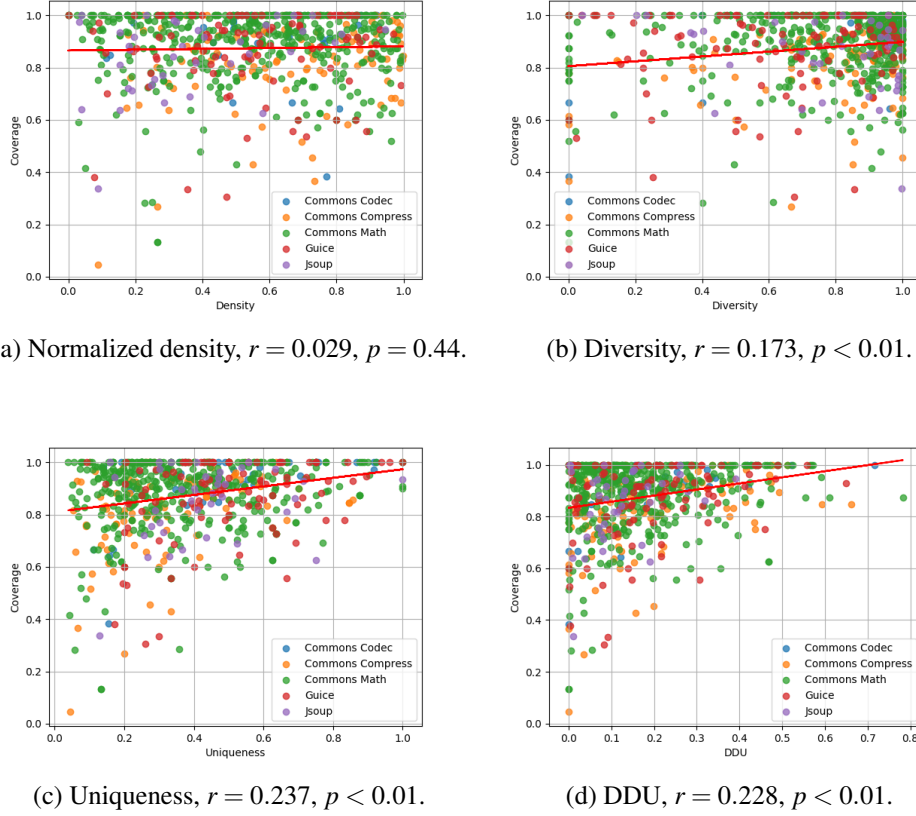 1.0
0.8
0.6
0.4
0.2
0.0
Coverage
0.0 0.2 0.4 0.6 0.8 1.0
Density
Commons Codec
Commons Compress
Commons Math
Guice
Jsoup
a) Normalized density, r = 0.029, p = 0.44.
1.0
0.8
0.6
0.4
0.2
0.0
Coverage
0.0 0.2 0.4 0.6 0.8 1.0
Diversity
Commons Codec
Commons Compress
Commons Math
Guice
Jsoup
(b) Diversity, r = 0.173, p < 0.01.
1.0
0.8
0.6
0.4
0.2
0.0
Coverage
0.0 0.2 0.4 0.6 0.8 1.0
Uniqueness
Commons Codec
Commons Compress
Commons Math
Guice
Jsoup
(c) Uniqueness, r = 0.237, p < 0.01.
1.0
0.8
0.6
0.4
0.2
0.0
Coverage
0.0 0.1 0.2 0.3 0.4 0.5 0.6 0.7 0.8
DDU
Commons Codec
Commons Compress
Commons Math
Guice
Jsoup
(d) DDU, r = 0.228, p < 0.01.